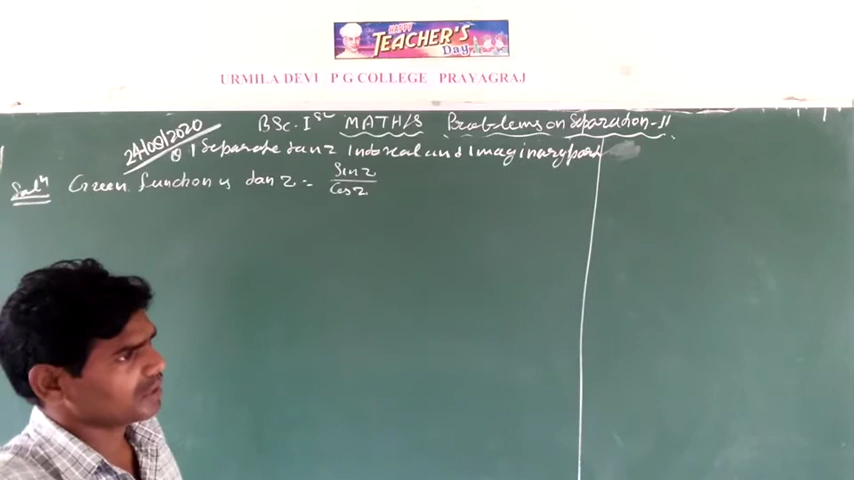 HAPPY
TEACHER'S
Day
URMILA DEVI P G COLLEGE PRAYAGRAJ
BSc-Ist MATHS Problems on Separation-II
24/09/2020
Q 1 Separate tan z into real and Imaginary part
Soln Given function is tan z = Sin z / Cos z